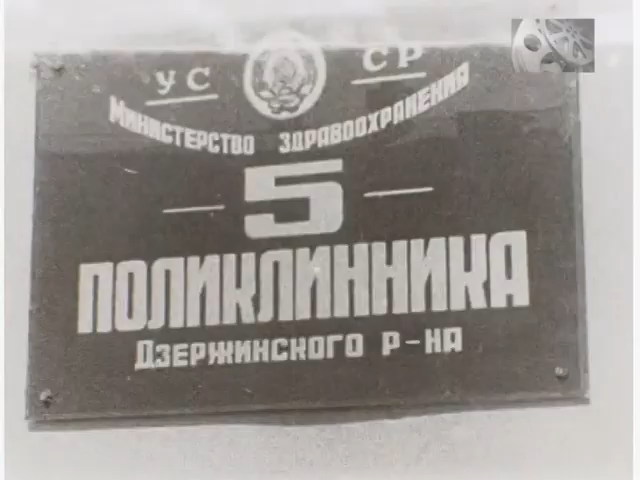 УС СР
МИНИСТЕРСТВО ЗДРАВООХРАНЕНИЯ
— 5 —
ПОЛИКЛИННИКА
ДЗЕРЖИНСКОГО Р-НА